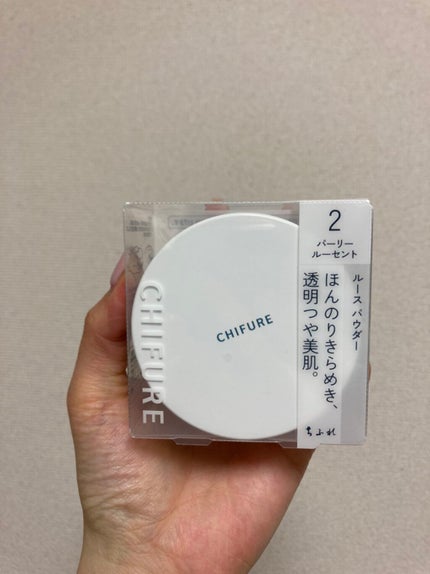 CHIFURE
CHIFURE
2
パーリー
ルーセント
ルースパウダー
ほんのりきらめき、
透明つや美肌。
ちふれ